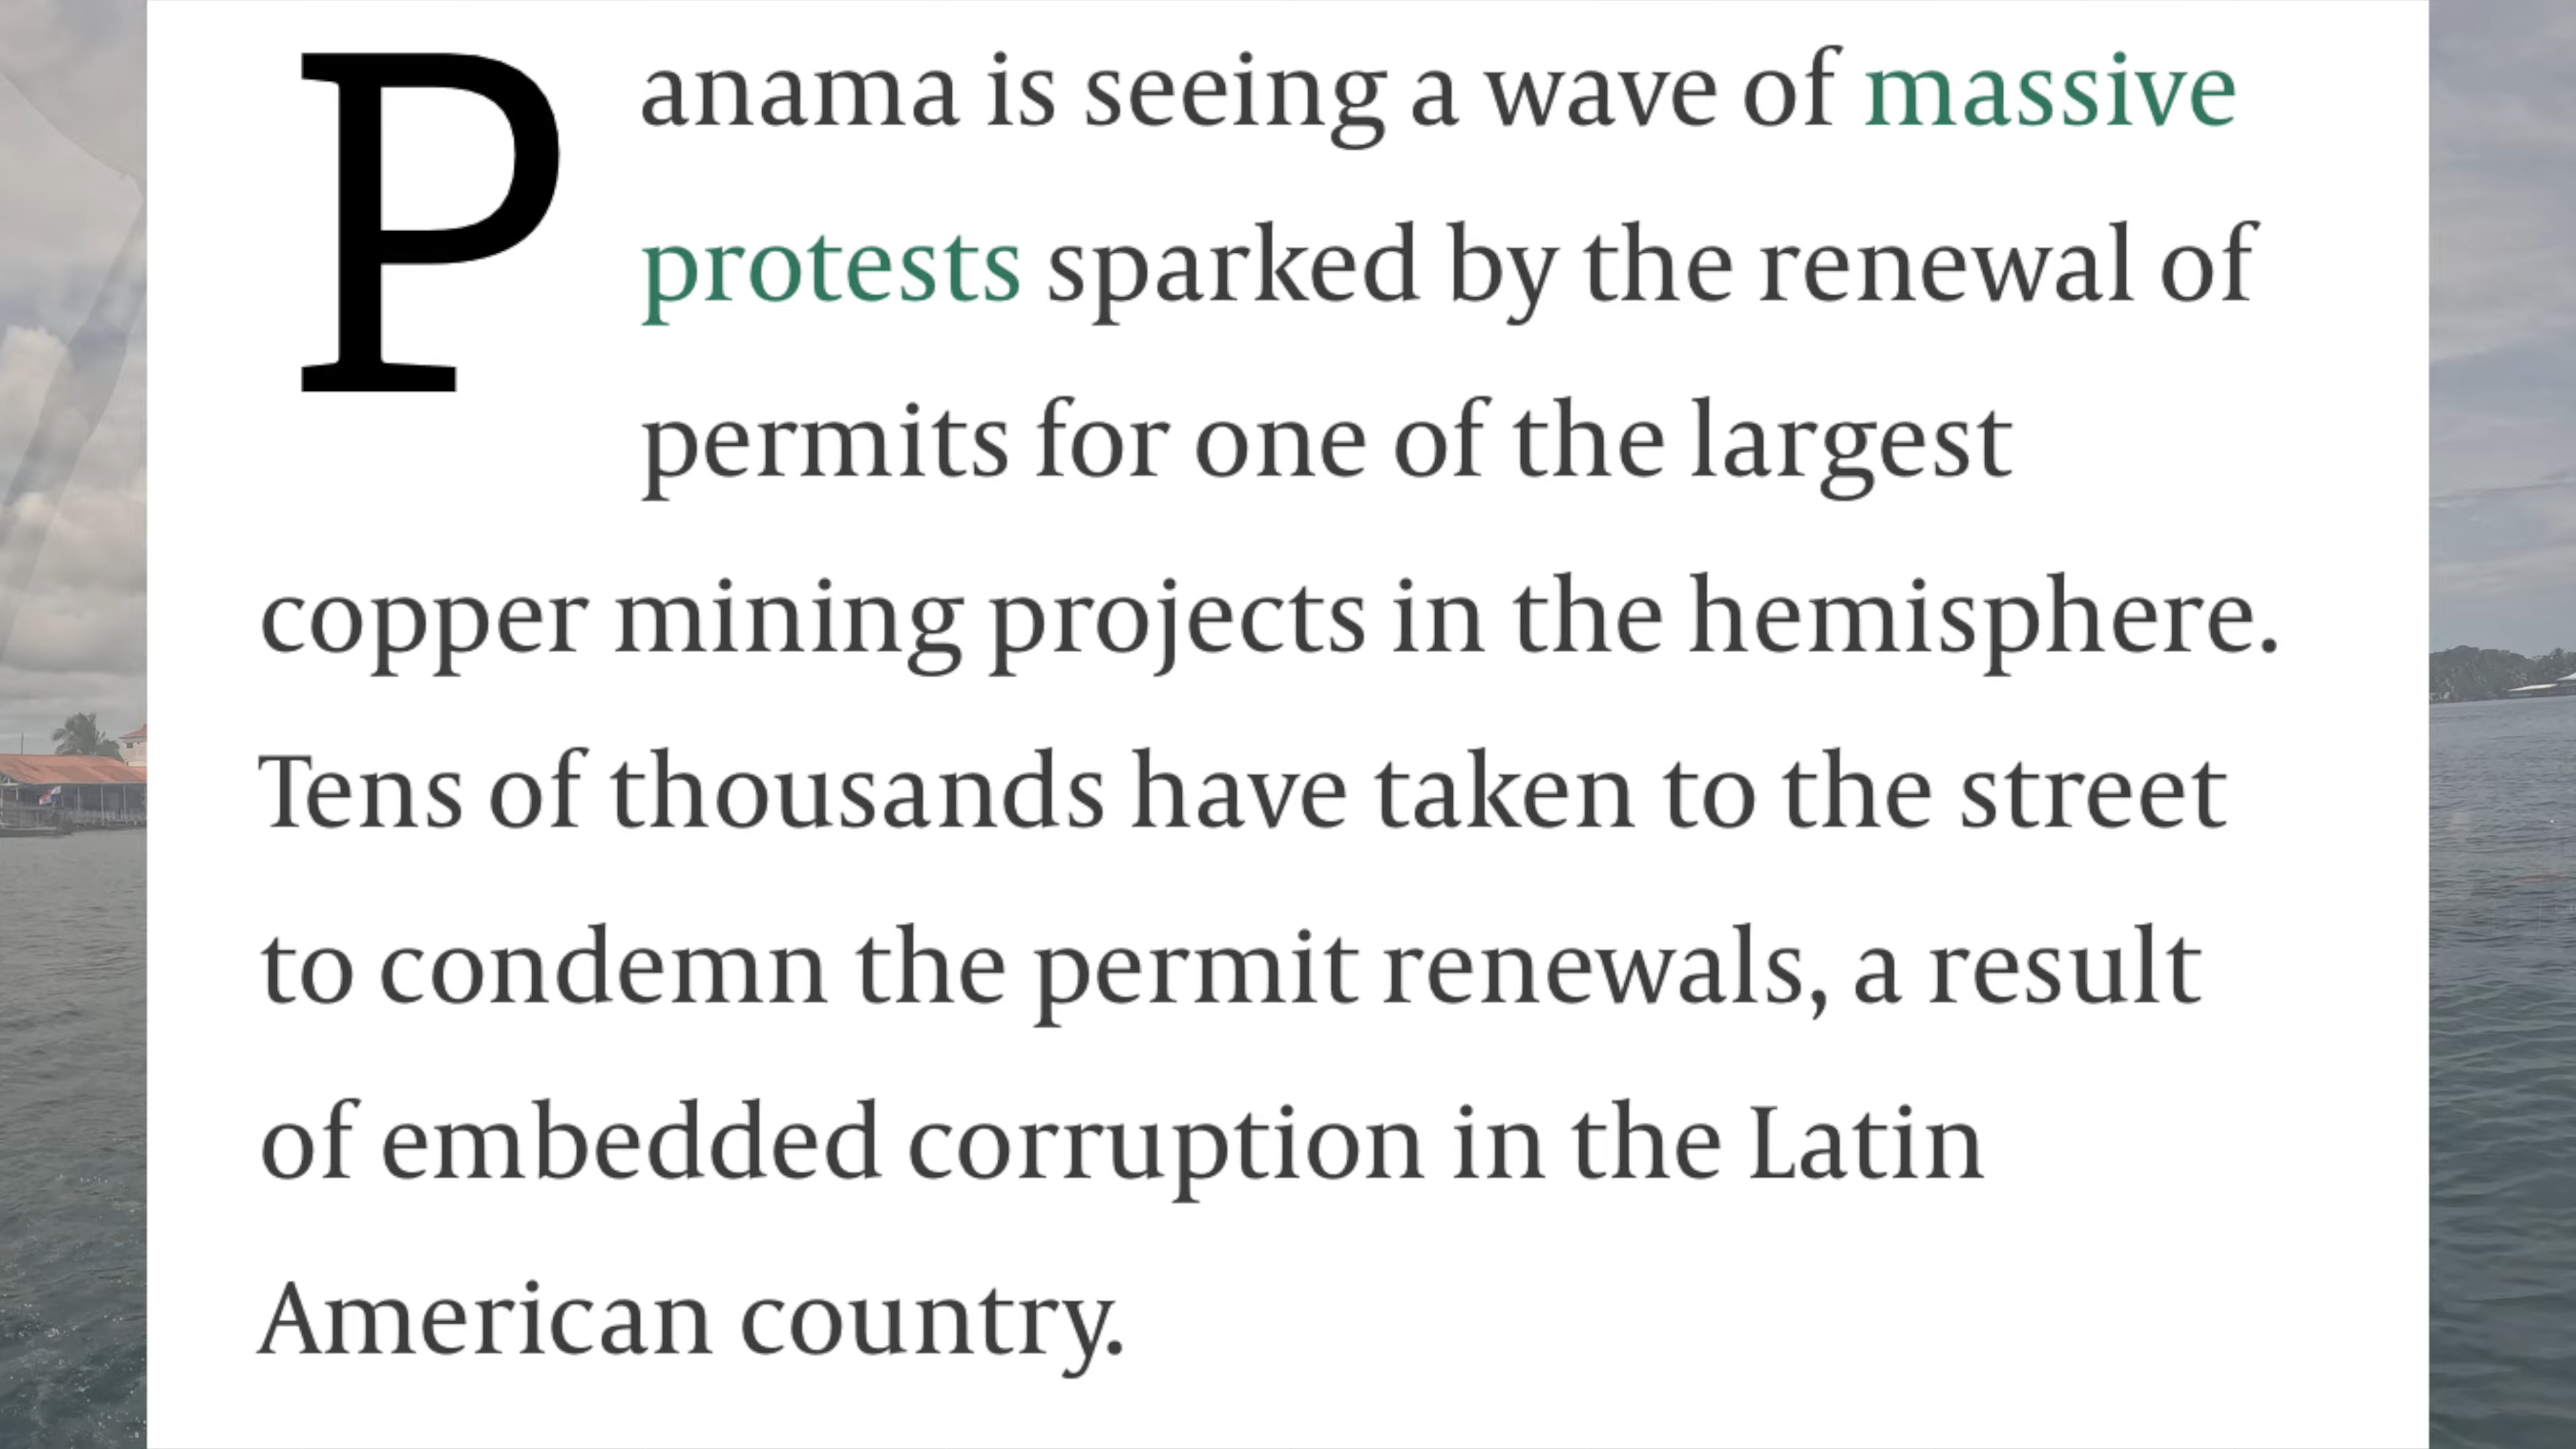 Panama is seeing a wave of massive
protests sparked by the renewal of
permits for one of the largest
copper mining projects in the hemisphere.
Tens of thousands have taken to the street
to condemn the permit renewals, a result
of embedded corruption in the Latin
American country.